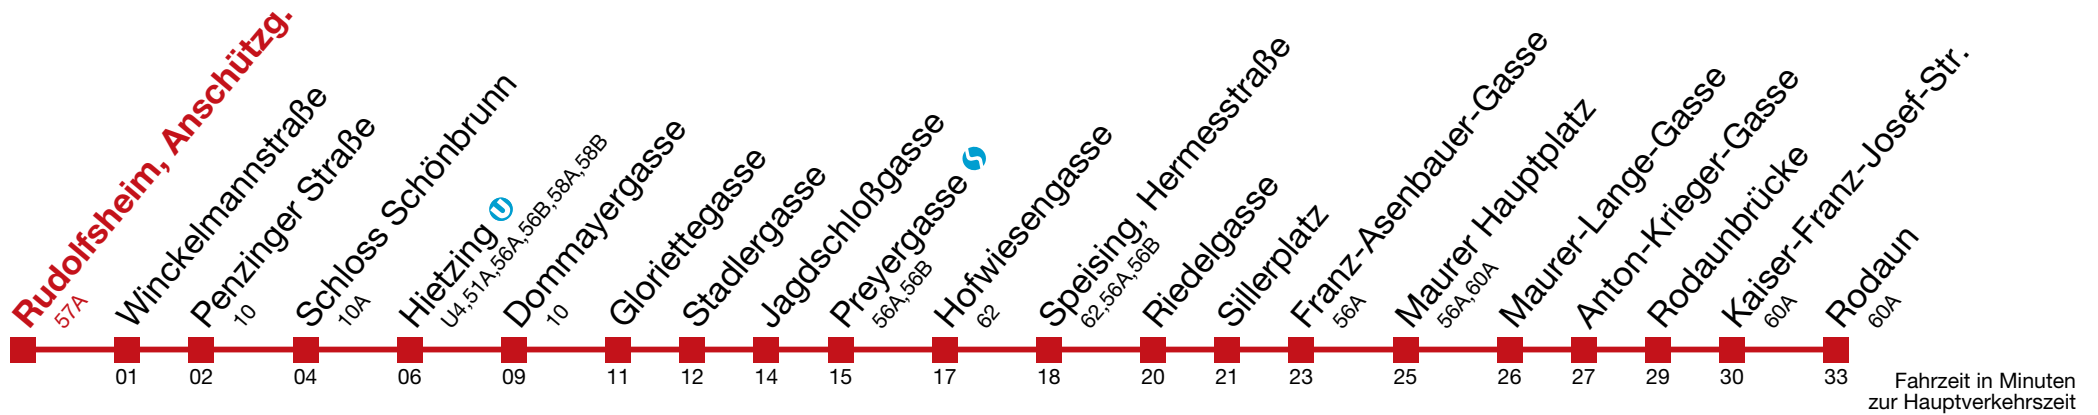 Rudolfsheim, Anschützg.
57A
Winckelmannstraße
Penzinger Straße
10
Schloss Schönbrunn
10A
Hietzing U
U4,51A,56A,56B,58A,58B
Dommayergasse
10
Gloriettegasse
Stadlergasse
Jagdschloßgasse
Preyergasse
56A,56B
Hofwiesengasse
62
Speising, Hermesstraße
62,56A,56B
Riedelgasse
Sillerplatz
Franz-Asenbauer-Gasse
56A
Maurer Hauptplatz
56A,60A
Maurer-Lange-Gasse
Anton-Krieger-Gasse
Rodaunbrücke
Kaiser-Franz-Josef-Str.
60A
Rodaun
60A
01 02 04 06 09 11 12 14 15 17 18 20 21 23 25 26 27 29 30 33
Fahrzeit in Minuten
zur Hauptverkehrszeit